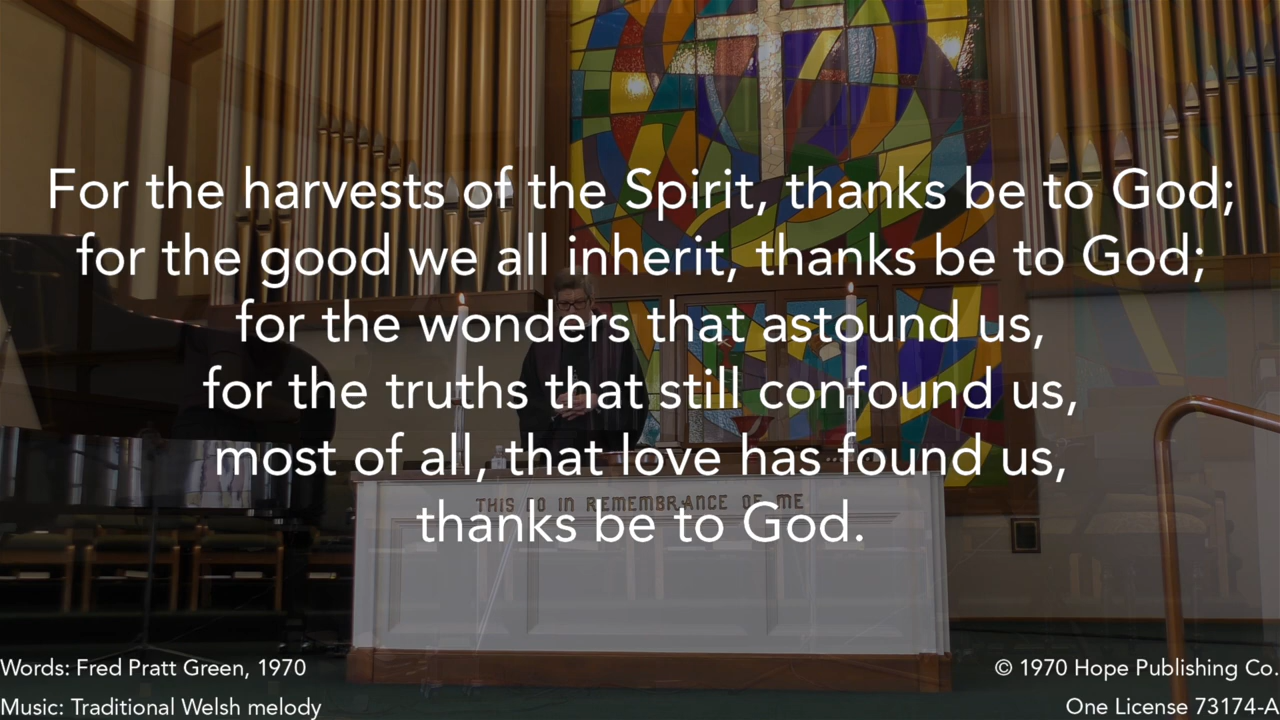 For the harvests of the Spirit, thanks be to God;
for the good we all inherit, thanks be to God;
for the wonders that astound us,
for the truths that still confound us,
most of all, that love has found us,
THIS DO IN REMEMBRANCE OF ME
thanks be to God.
Words: Fred Pratt Green, 1970
Music: Traditional Welsh melody
© 1970 Hope Publishing Co.
One License 73174-A